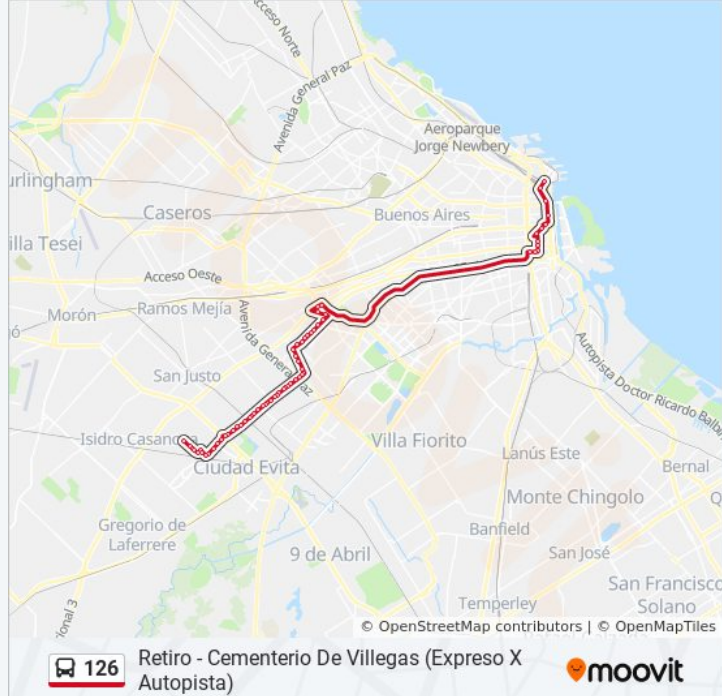 Acceso Norte
Avenida General Paz
Aeroparque
Jorge Newbery
urlingham
Caseros
Buenos Aires
illa Tesei
Acceso Oeste
Morón
Ramos Mejía
Avenida General Paz
San Justo
Autopista Doctor Ricardo Balbín
Isidro Casanova
Ciudad Evita
Villa Fiorito
Lanús Este
Bernal
Monte Chingolo
Q
Gregorio de
Laferrere
Banfield
9 de Abril
San José
San Francisco
Solano
Temperley
ional 3
© OpenStreetMap contributors | © OpenMapTiles
126
Retiro - Cementerio De Villegas (Expreso X
Autopista)
moovit